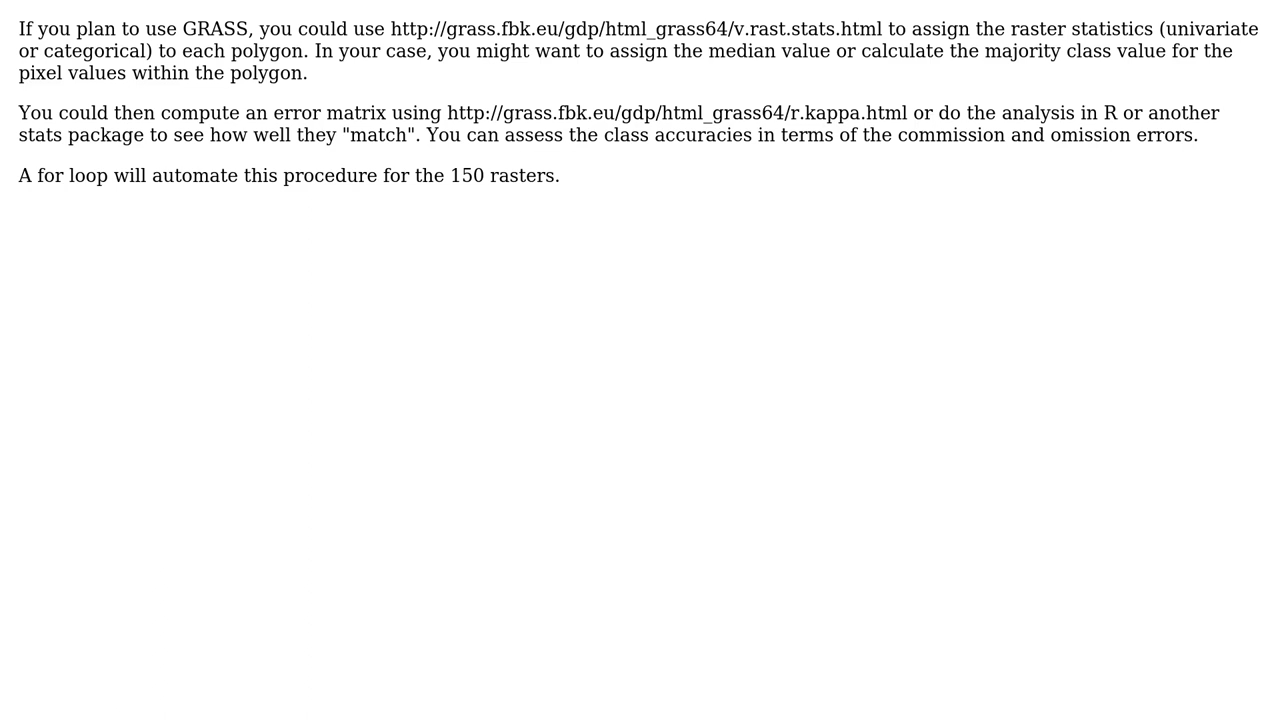 If you plan to use GRASS, you could use http://grass.fbk.eu/gdp/html_grass64/v.rast.stats.html to assign the raster statistics (univariate
or categorical) to each polygon. In your case, you might want to assign the median value or calculate the majority class value for the
pixel values within the polygon.
You could then compute an error matrix using http://grass.fbk.eu/gdp/html_grass64/r.kappa.html or do the analysis in R or another
stats package to see how well they "match". You can assess the class accuracies in terms of the commission and omission errors.
A for loop will automate this procedure for the 150 rasters.